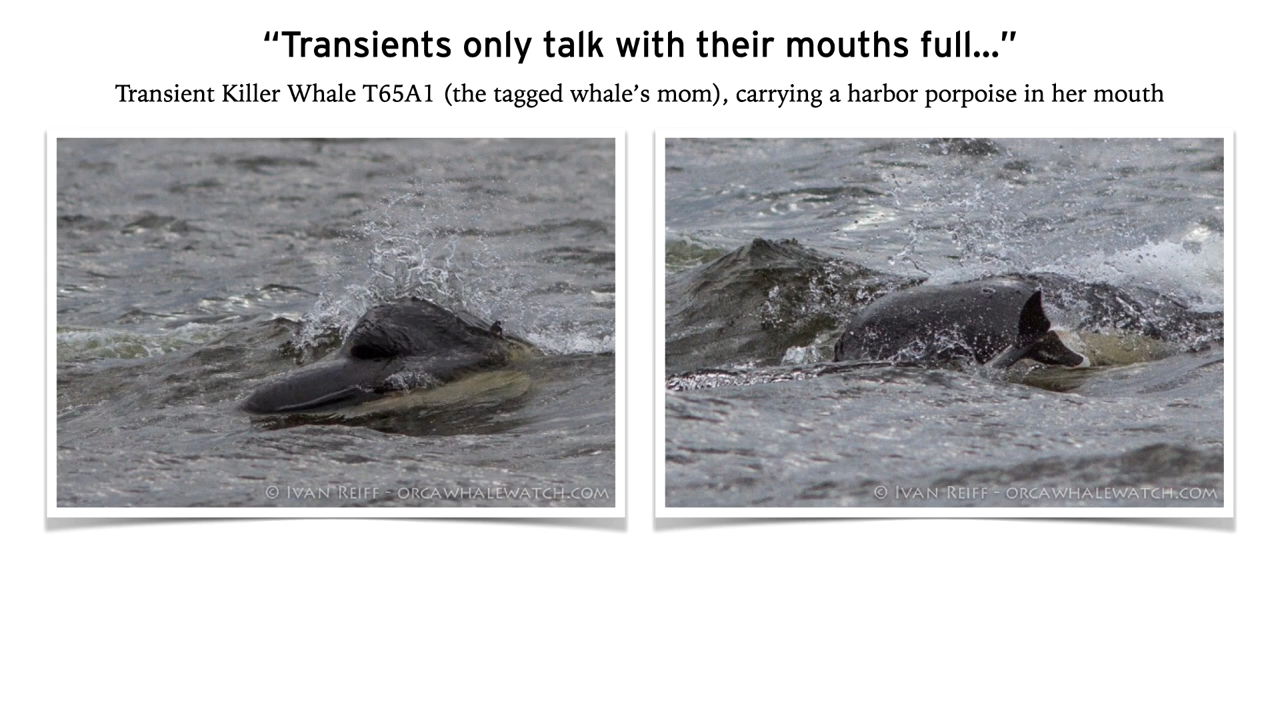 “Transients only talk with their mouths full...”
Transient Killer Whale T65A1 (the tagged whale’s mom), carrying a harbor porpoise in her mouth
© Ivan Reiff - orcawhalewatch.com
© Ivan Reiff - orcawhalewatch.com